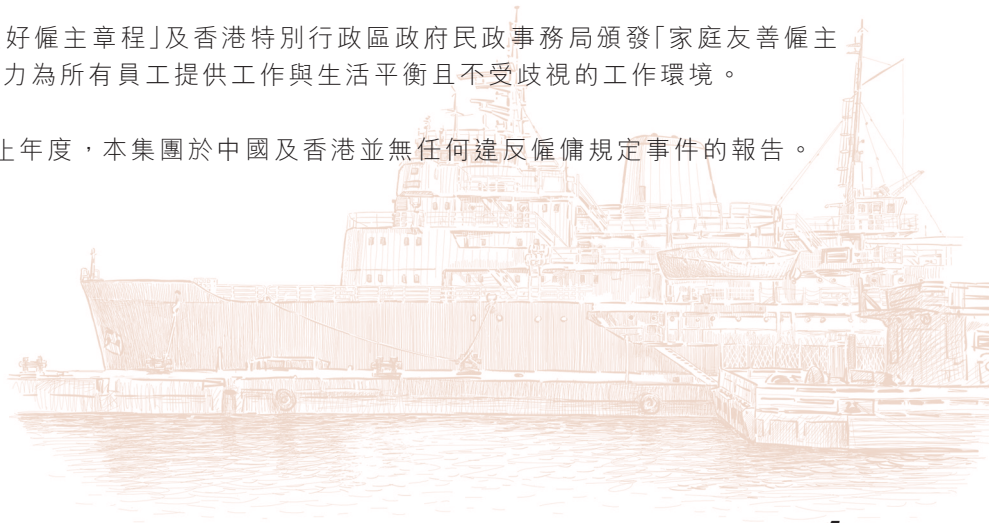 好僱主章程」及香港特別行政區政府民政事務局頒發「家庭友善僱主
力為所有員工提供工作與生活平衡且不受歧視的工作環境。
上年度，本集團於中國及香港並無任何違反僱傭規定事件的報告。